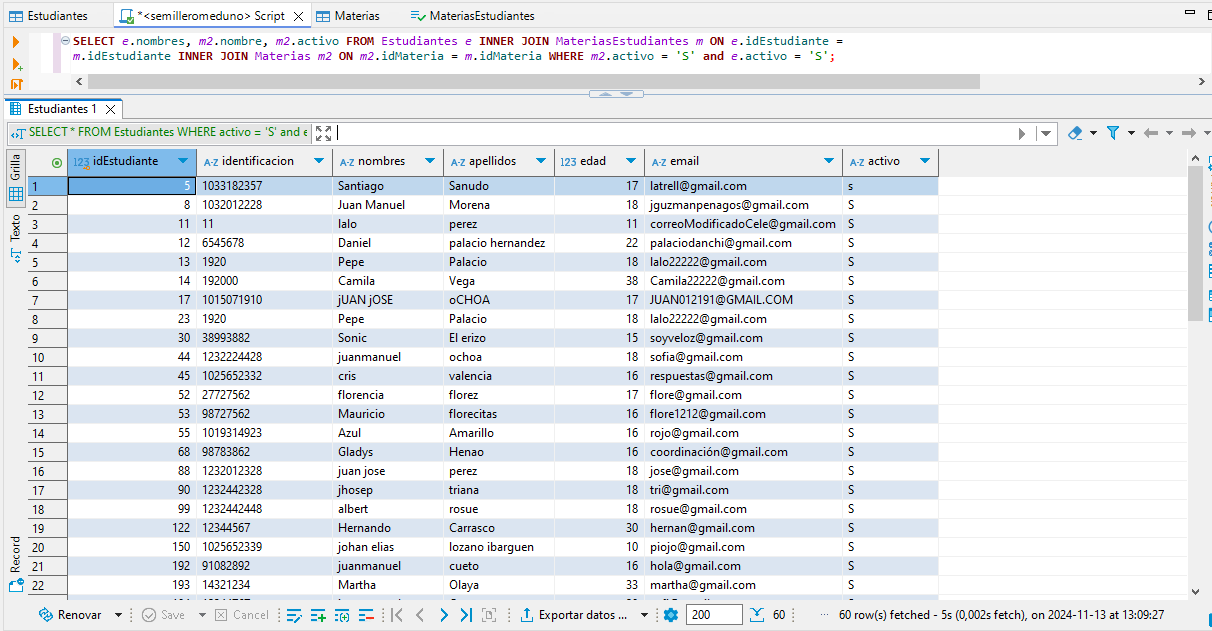 Estudiantes *<semilleromeduno> Script Materias MateriasEstudiantes
SELECT e.nombres, m2.nombre, m2.activo FROM Estudiantes e INNER JOIN MateriasEstudiantes m ON e.idEstudiante =
m.idEstudiante INNER JOIN Materias m2 ON m2.idMateria = m.idMateria WHERE m2.activo = 'S' and e.activo = 'S';
Estudiantes 1
SELECT * FROM Estudiantes WHERE activo = 'S' and e
Grilla
Texto
Record
123 idEstudiante A-Z identificacion A-Z nombres A-Z apellidos 123 edad A-Z email A-Z activo
1 5 1033182357 Santiago Sanudo 17 latrell@gmail.com s
2 8 1032012228 Juan Manuel Morena 18 jguzmanpenagos@gmail.com S
3 11 11 lalo perez 11 correoModificadoCele@gmail.com S
4 12 6545678 Daniel palacio hernandez 22 palaciodanchi@gmail.com S
5 13 1920 Pepe Palacio 18 lalo22222@gmail.com S
6 14 192000 Camila Vega 38 Camila22222@gmail.com S
7 17 1015071910 jUAN jOSE oCHOA 17 JUAN012191@GMAIL.COM S
8 23 1920 Pepe Palacio 18 lalo22222@gmail.com S
9 30 38993882 Sonic El erizo 15 soyveloz@gmail.com S
10 44 1232224428 juanmanuel ochoa 18 sofia@gmail.com S
11 45 1025652332 cris valencia 16 respuestas@gmail.com S
12 52 27727562 florencia florez 17 flore@gmail.com S
13 53 98727562 Mauricio florecitas 16 flore1212@gmail.com S
14 55 1019314923 Azul Amarillo 16 rojo@gmail.com S
15 68 98783862 Gladys Henao 16 coordinación@gmail.com S
16 88 1232012328 juan jose perez 18 jose@gmail.com S
17 90 1232442328 jhosep triana 18 tri@gmail.com S
18 99 1232442448 albert rosue 18 rosue@gmail.com S
19 122 12344567 Hernando Carrasco 30 hernan@gmail.com S
20 150 1025652339 johan elias lozano ibarguen 10 piojo@gmail.com S
21 192 91082892 juanmanuel cueto 16 hola@gmail.com S
22 193 14321234 Martha Olaya 33 martha@gmail.com S
Renovar Save Cancel Exportar datos ... 200 60 ... 60 row(s) fetched - 5s (0,002s fetch), on 2024-11-13 at 13:09:27